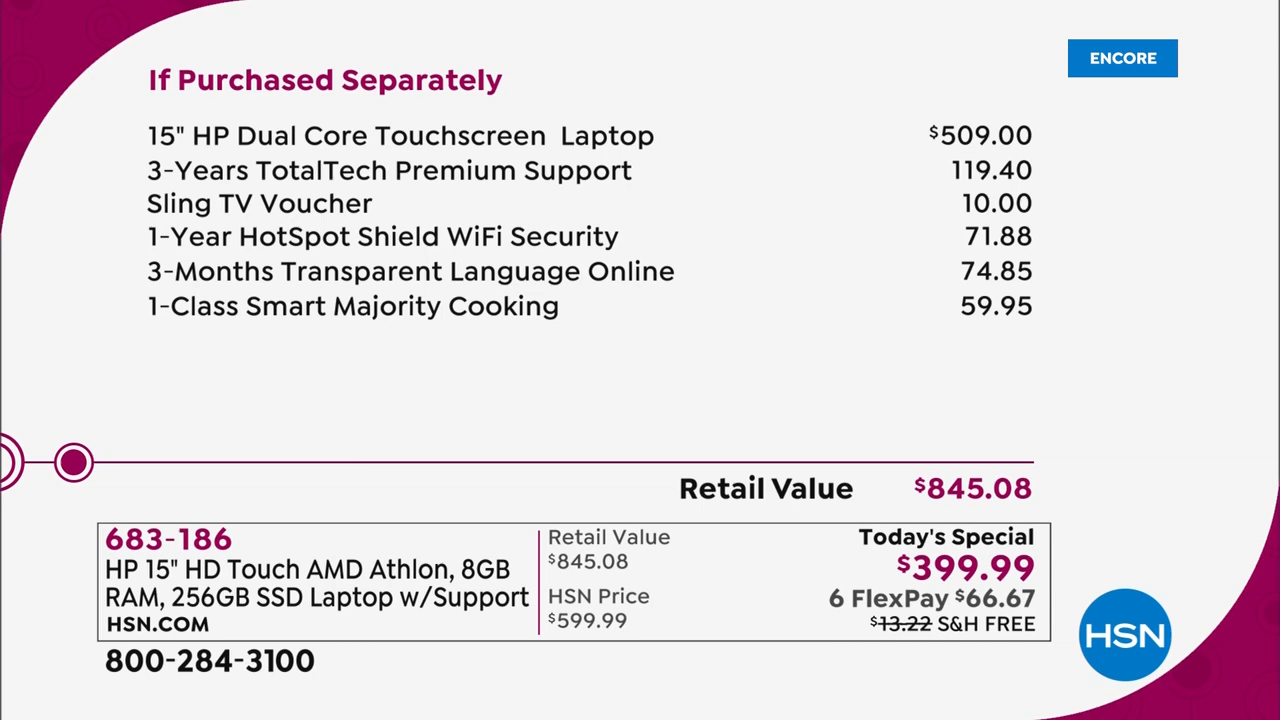 ENCORE
If Purchased Separately
15" HP Dual Core Touchscreen Laptop $509.00
3-Years TotalTech Premium Support 119.40
Sling TV Voucher 10.00
1-Year HotSpot Shield WiFi Security 71.88
3-Months Transparent Language Online 74.85
1-Class Smart Majority Cooking 59.95
Retail Value $845.08
683-186
HP 15" HD Touch AMD Athlon, 8GB
RAM, 256GB SSD Laptop w/Support
HSN.COM
Retail Value
$845.08
HSN Price
$599.99
Today's Special
$399.99
6 FlexPay $66.67
$13.22 S&H FREE
800-284-3100
HSN